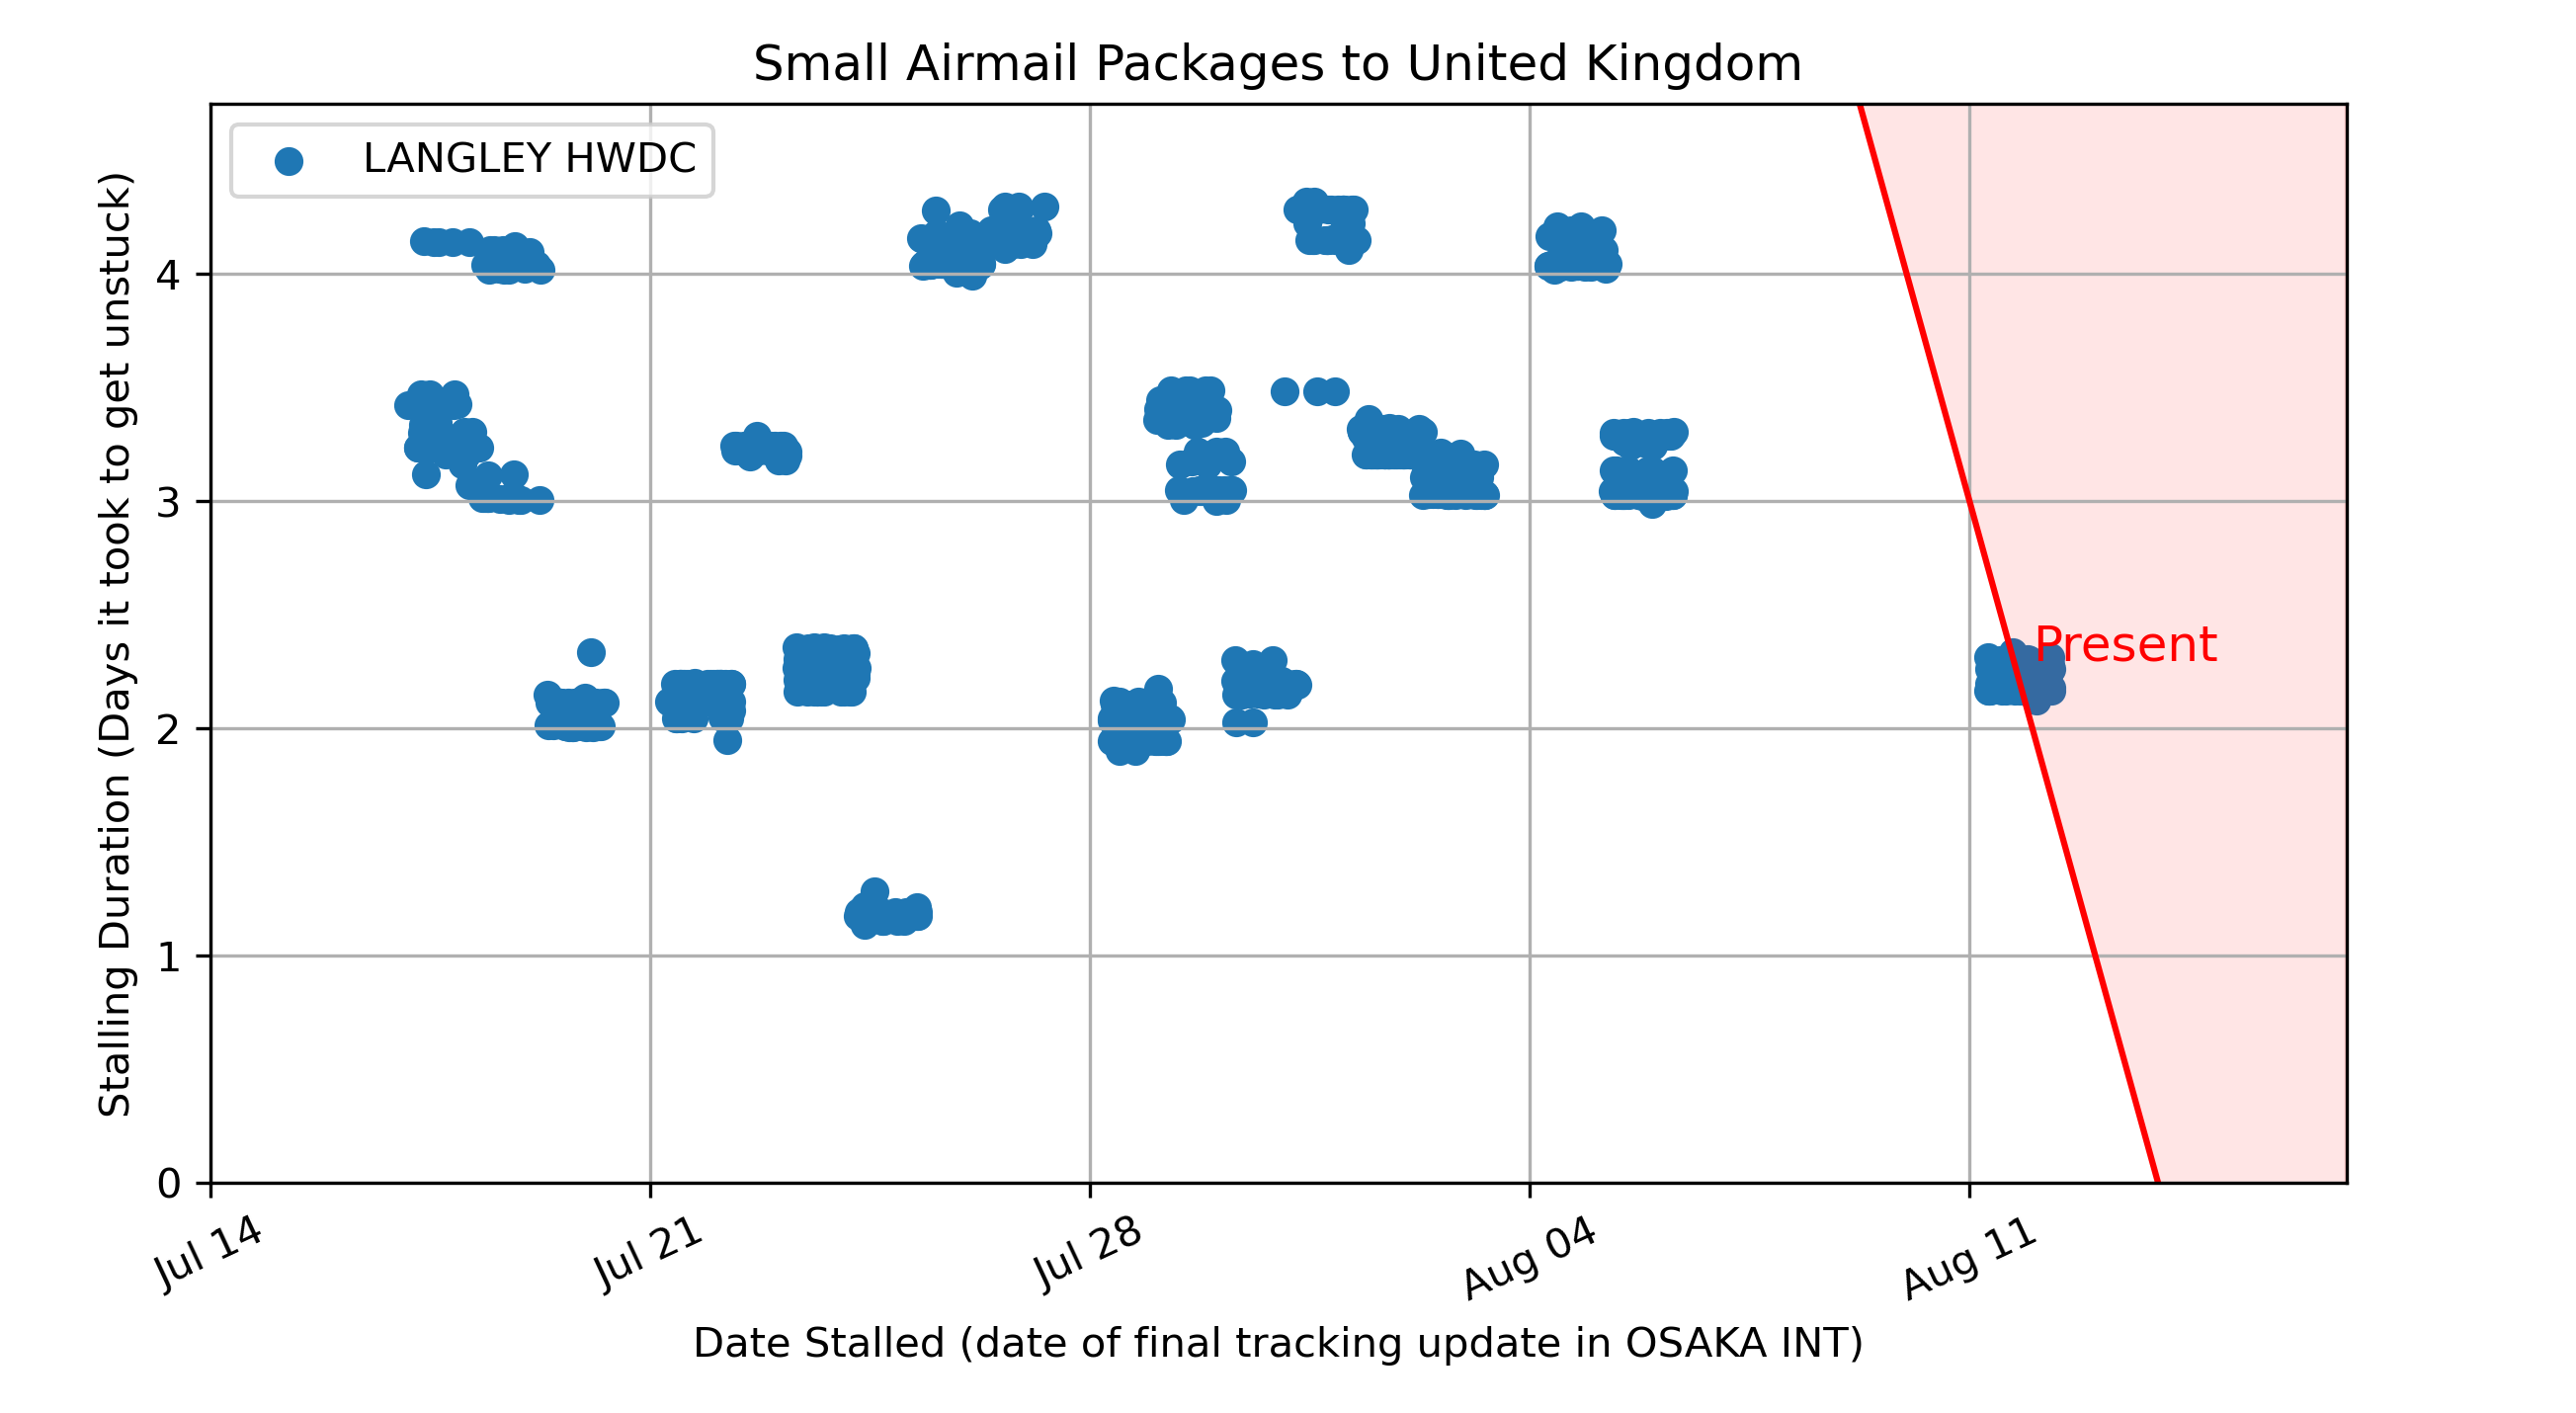 Small Airmail Packages to United Kingdom
LANGLEY HWDC
Stalling Duration (Days it took to get unstuck)
4
3
2
1
0
Present
Jul 14
Jul 21
Jul 28
Aug 04
Aug 11
Date Stalled (date of final tracking update in OSAKA INT)